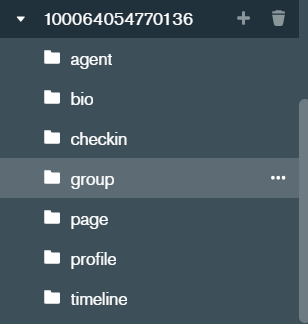 100064054770136
agent
bio
checkin
group
page
profile
timeline